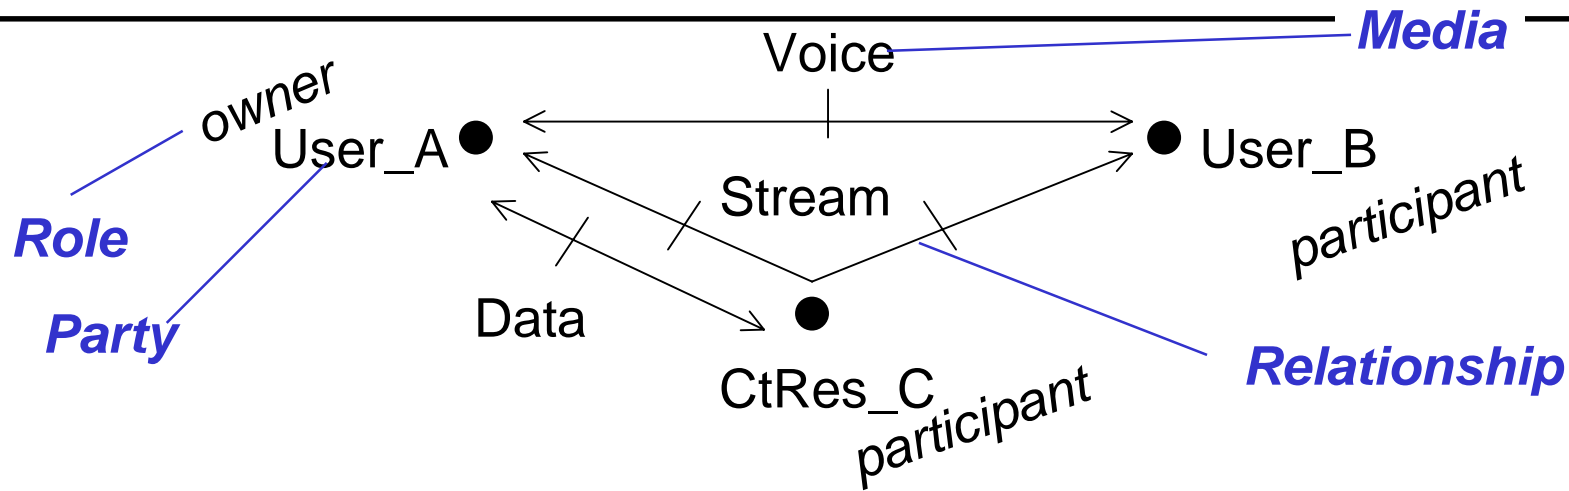 Media
Voice
owner
User_A
User_B
Stream
participant
Role
Data
Party
Relationship
CtRes_C
participant